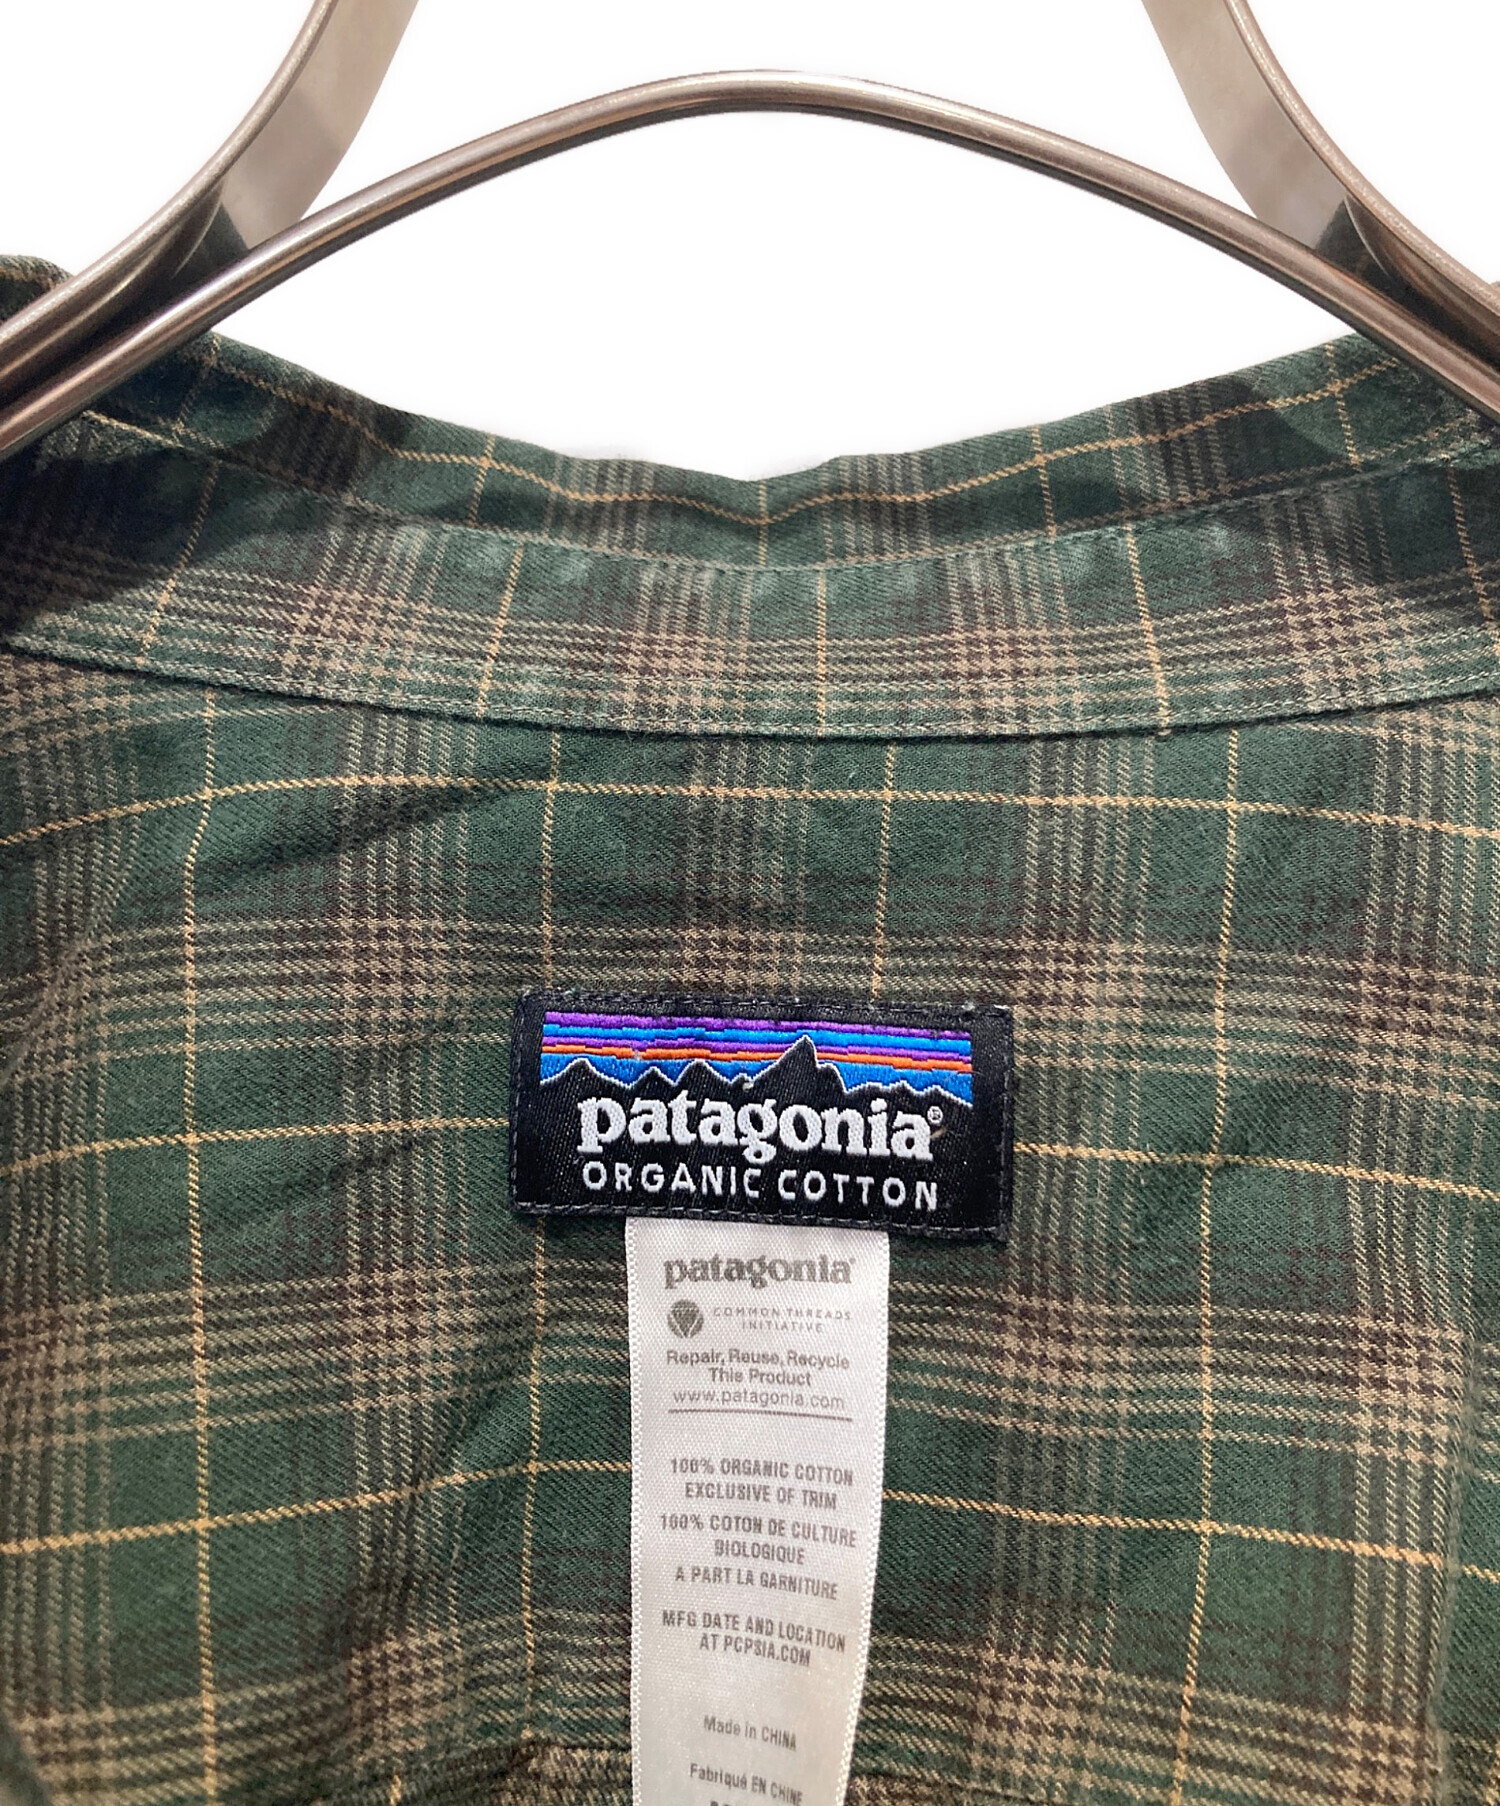 patagonia®
ORGANIC COTTON
patagonia®
COMMON THREADS
INITIATIVE
Repair, Reuse, Recycle
This Product
www.patagonia.com
100% ORGANIC COTTON
EXCLUSIVE OF TRIM
100% COTON DE CULTURE
BIOLOGIQUE
A PART LA GARNITURE
MFG DATE AND LOCATION
AT PCPSIA.COM
Made in CHINA
Fabriqué EN CHINE